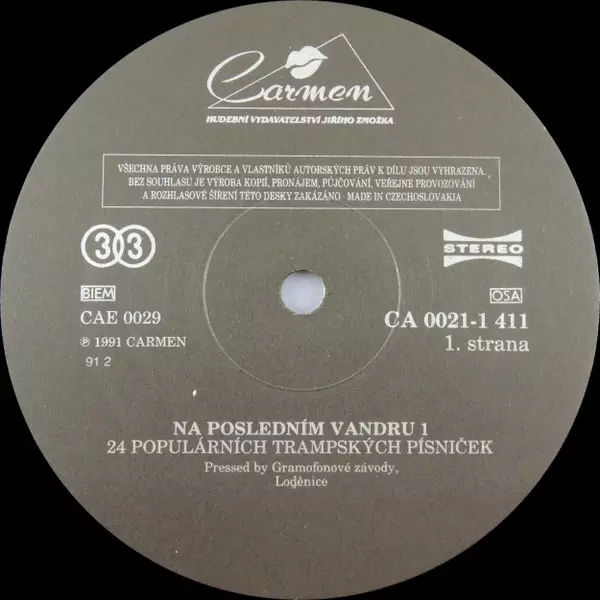 Carmen
HUDEBNÍ VYDAVATELSTVÍ JIŘÍHO ZMOŽKA
VŠECHNA PRÁVA VÝROBCE A VLASTNÍKŮ AUTORSKÝCH PRÁV K DÍLU JSOU VYHRAZENA.
BEZ SOUHLASU JE VÝROBA KOPIÍ, PRONÁJEM, PŮJČOVÁNÍ, VEŘEJNÉ PROVOZOVÁNÍ
A ROZHLASOVÉ ŠÍŘENÍ TÉTO DESKY ZAKÁZÁNO · MADE IN CZECHOSLOVAKIA
33
STEREO
BIEM
OSA
CAE 0029
CA 0021-1 411
℗ 1991 CARMEN
1. strana
91 2
NA POSLEDNÍM VANDRU 1
24 POPULÁRNÍCH TRAMPSKÝCH PÍSNIČEK
Pressed by Gramofonové závody,
Loděnice